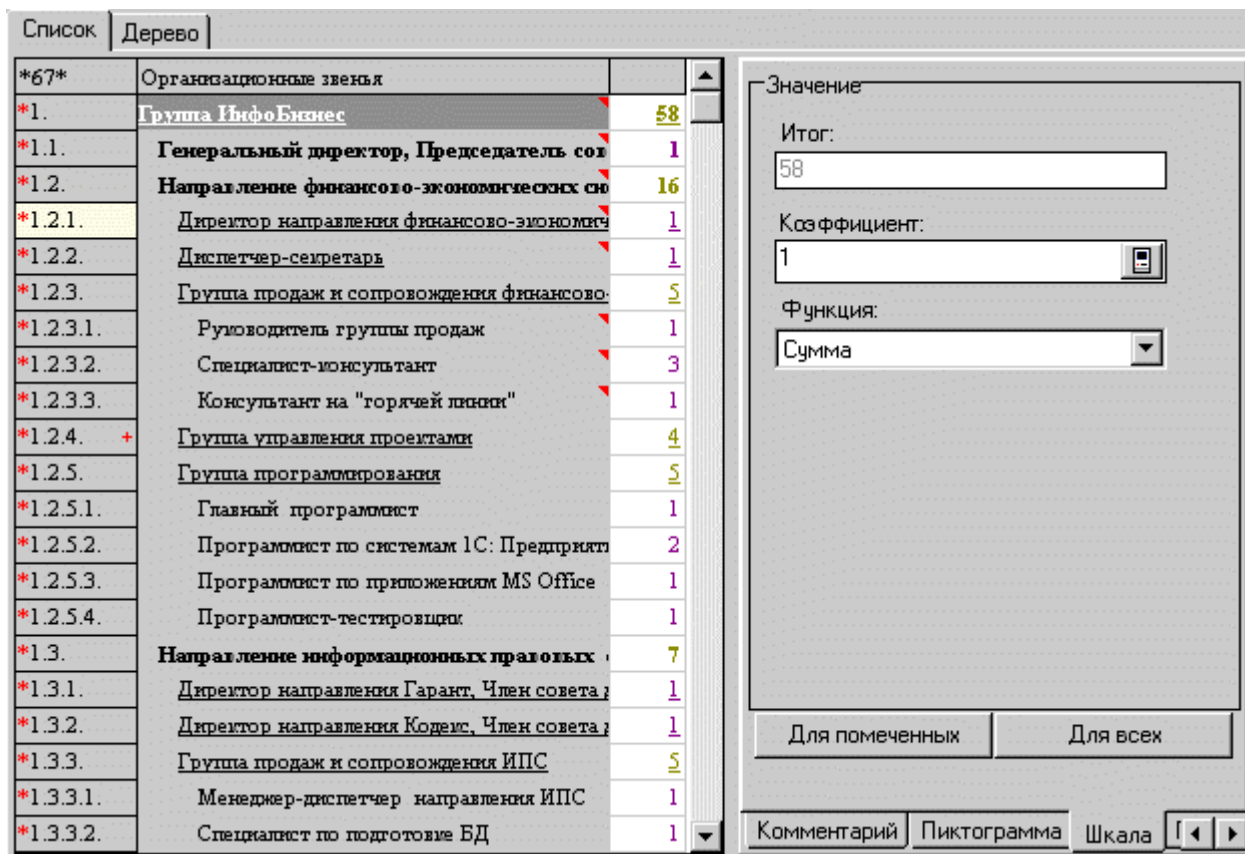 Список Дерево
*67* Организационные звенья
*1. Группа ИнфоБизнес 58
*1.1. Генеральный директор, Председатель сов 1
*1.2. Направление финансово-экономических си 16
*1.2.1. Директор направления финансово-экономич 1
*1.2.2. Диспетчер-секретарь 1
*1.2.3. Группа продаж и сопровождения финансово- 5
*1.2.3.1. Руководитель группы продаж 1
*1.2.3.2. Специалист-консультант 3
*1.2.3.3. Консультант на "горячей линии" 1
*1.2.4. + Группа управления проектами 4
*1.2.5. Группа программирования 5
*1.2.5.1. Главный программист 1
*1.2.5.2. Программист по системам 1С: Предприяти 2
*1.2.5.3. Программист по приложениям MS Office 1
*1.2.5.4. Программист-тестировщик 1
*1.3. Направление информационных правовых 7
*1.3.1. Директор направления Гарант, Член совета д 1
*1.3.2. Директор направления Кодекс, Член совета д 1
*1.3.3. Группа продаж и сопровождения ИПС 5
*1.3.3.1. Менеджер-диспетчер направления ИПС 1
*1.3.3.2. Специалист по подготовке БД 1
Значение
Итог:
58
Коэффициент:
1
Функция:
Сумма
Для помеченных Для всех
Комментарий Пиктограмма Шкала